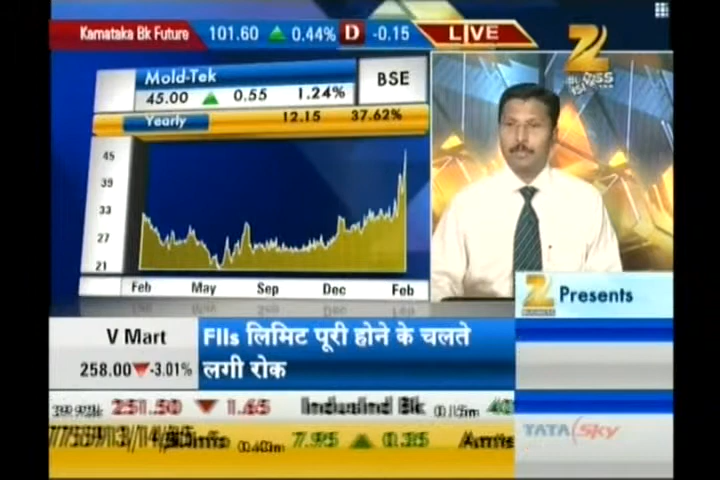 Karnataka Bk Future 101.60 0.44% D -0.15 LIVE
Z
BUSINESS
Mold-Tek BSE
45.00 0.55 1.24%
Yearly 12.15 37.62%
45
39
33
27
21
Feb May Sep Dec Feb
Presents
V Mart
258.00 -3.01%
FIIs लिमिट पूरी होने के चलते
लगी रोक
251.50 1.65 IndusInd Bk
7.95 0.35
TATA Sky